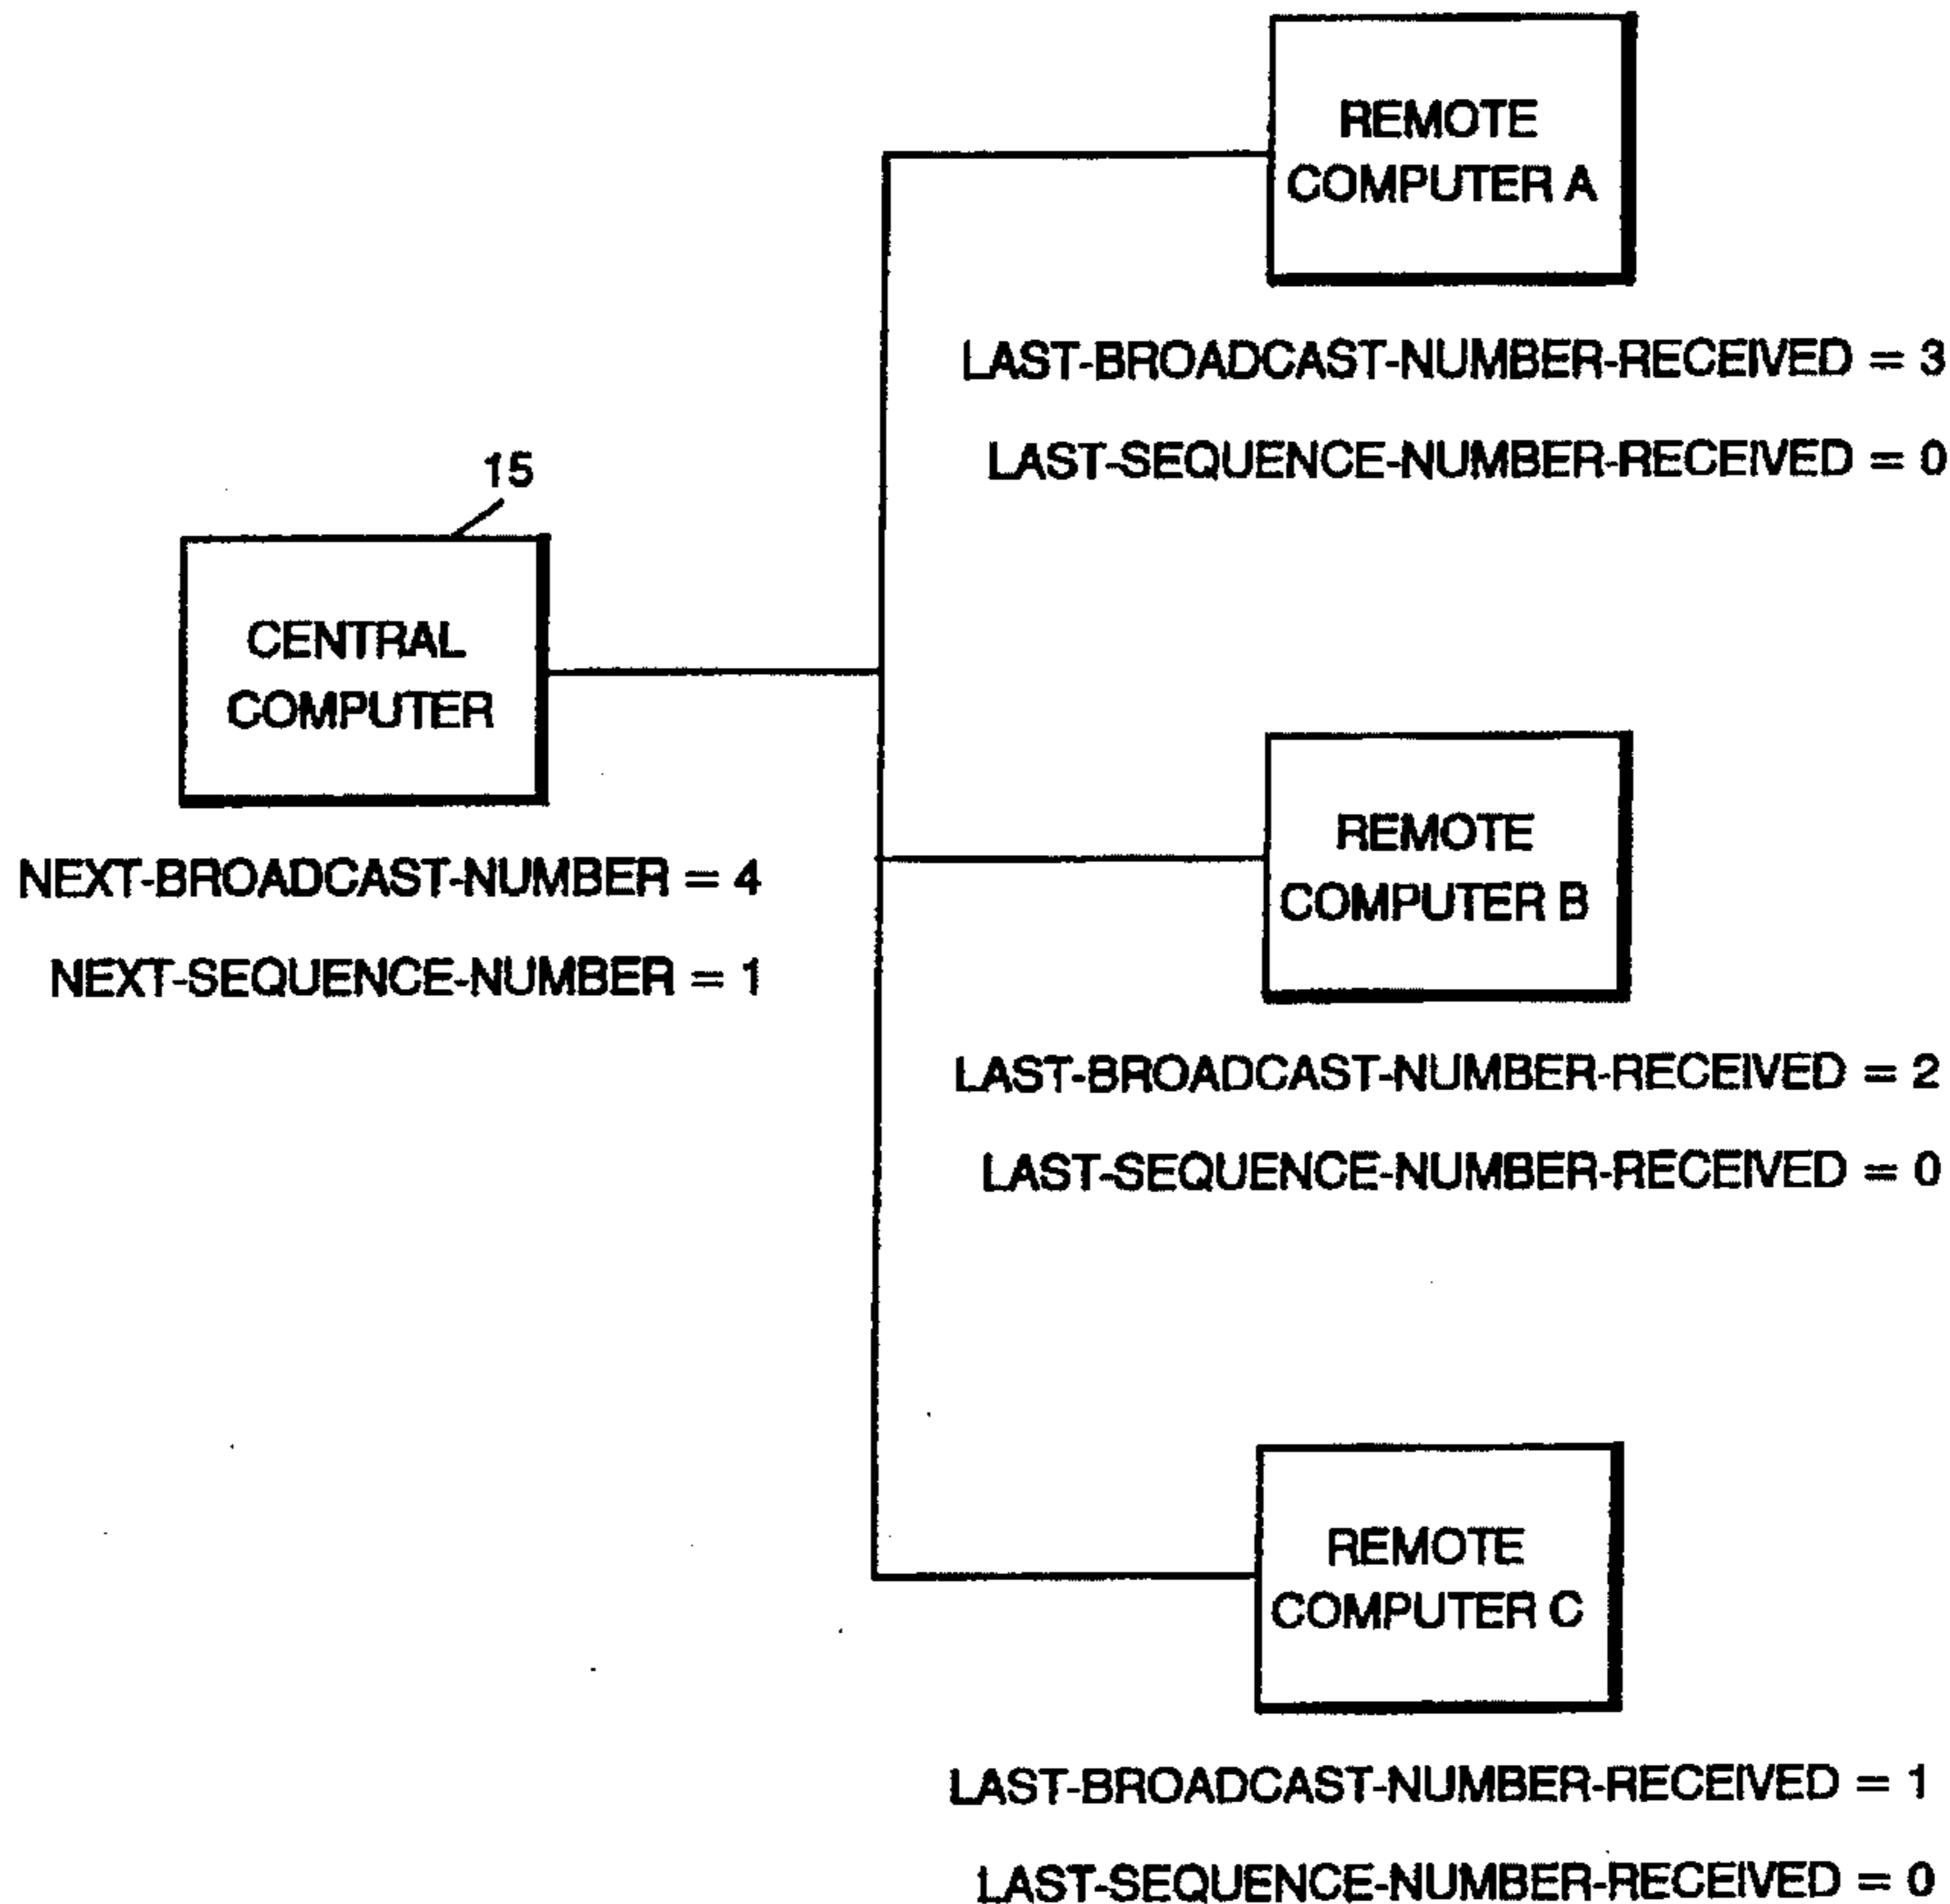 REMOTE
COMPUTER A
LAST-BROADCAST-NUMBER-RECEIVED = 3
LAST-SEQUENCE-NUMBER-RECEIVED = 0
15
CENTRAL
COMPUTER
NEXT-BROADCAST-NUMBER = 4
NEXT-SEQUENCE-NUMBER = 1
REMOTE
COMPUTER B
LAST-BROADCAST-NUMBER-RECEIVED = 2
LAST-SEQUENCE-NUMBER-RECEIVED = 0
REMOTE
COMPUTER C
LAST-BROADCAST-NUMBER-RECEIVED = 1
LAST-SEQUENCE-NUMBER-RECEIVED = 0